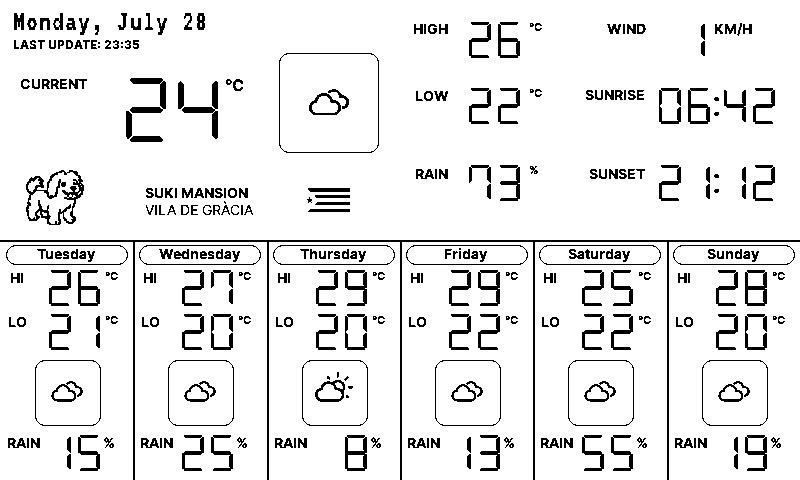 Monday, July 28
LAST UPDATE: 23:35
CURRENT 24 °C
SUKI MANSION
VILA DE GRÀCIA
HIGH 26 °C
LOW 22 °C
RAIN 73 %
WIND 1 KM/H
SUNRISE 06:42
SUNSET 21:12
Tuesday
HI 26 °C
LO 21 °C
RAIN 15 %
Wednesday
HI 27 °C
LO 20 °C
RAIN 25 %
Thursday
HI 29 °C
LO 20 °C
RAIN 8 %
Friday
HI 29 °C
LO 22 °C
RAIN 13 %
Saturday
HI 25 °C
LO 22 °C
RAIN 55 %
Sunday
HI 28 °C
LO 20 °C
RAIN 19 %